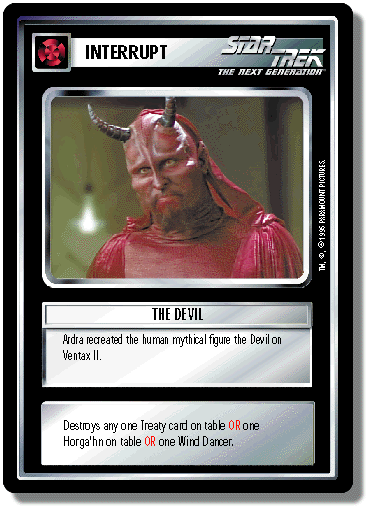 INTERRUPT
STAR TREK
THE NEXT GENERATION™
TM, ®, © 1995 PARAMOUNT PICTURES.
THE DEVIL
Ardra recreated the human mythical figure the Devil on
Ventax II.
Destroys any one Treaty card on table OR one
Horga'hn on table OR one Wind Dancer.